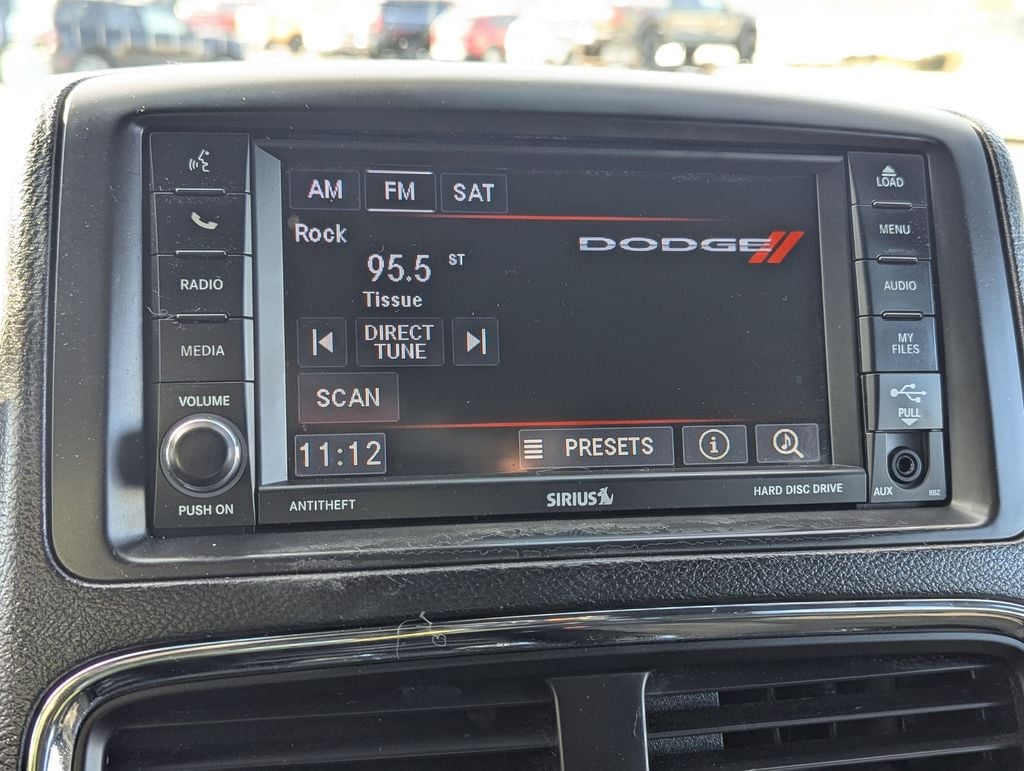 AM FM SAT
Rock
DODGE
95.5 ST
Tissue
DIRECT
TUNE
SCAN
11:12 PRESETS i
RADIO
MEDIA
VOLUME
PUSH ON
ANTITHEFT
SIRIUS
HARD DISC DRIVE
LOAD
MENU
AUDIO
MY
FILES
PULL
AUX RBZ